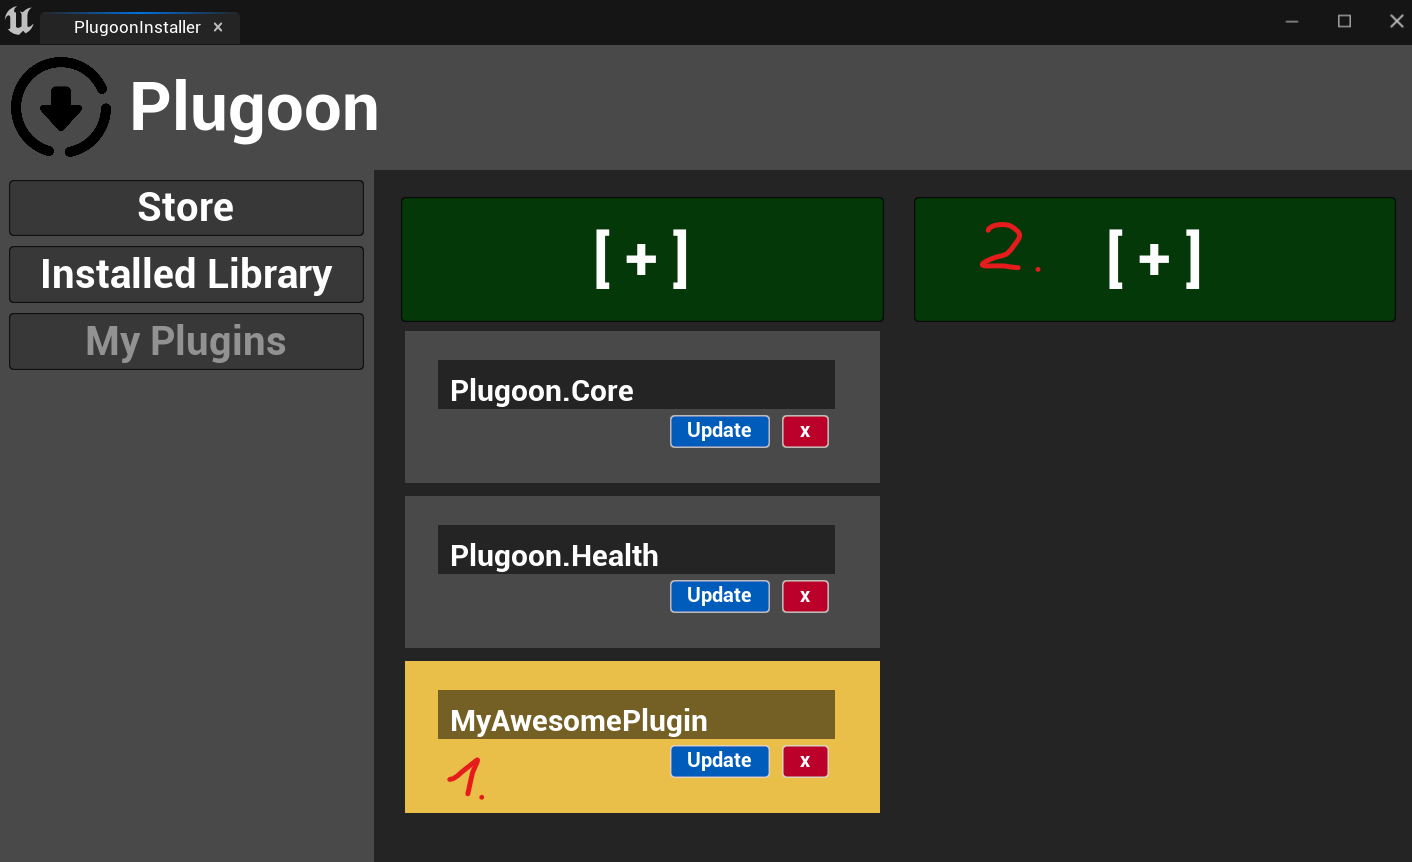 PlugoonInstaller
Plugoon
Store
Installed Library
My Plugins
[ + ]
2. [ + ]
Plugoon.Core
Update x
Plugoon.Health
Update x
MyAwesomePlugin
Update x
1.